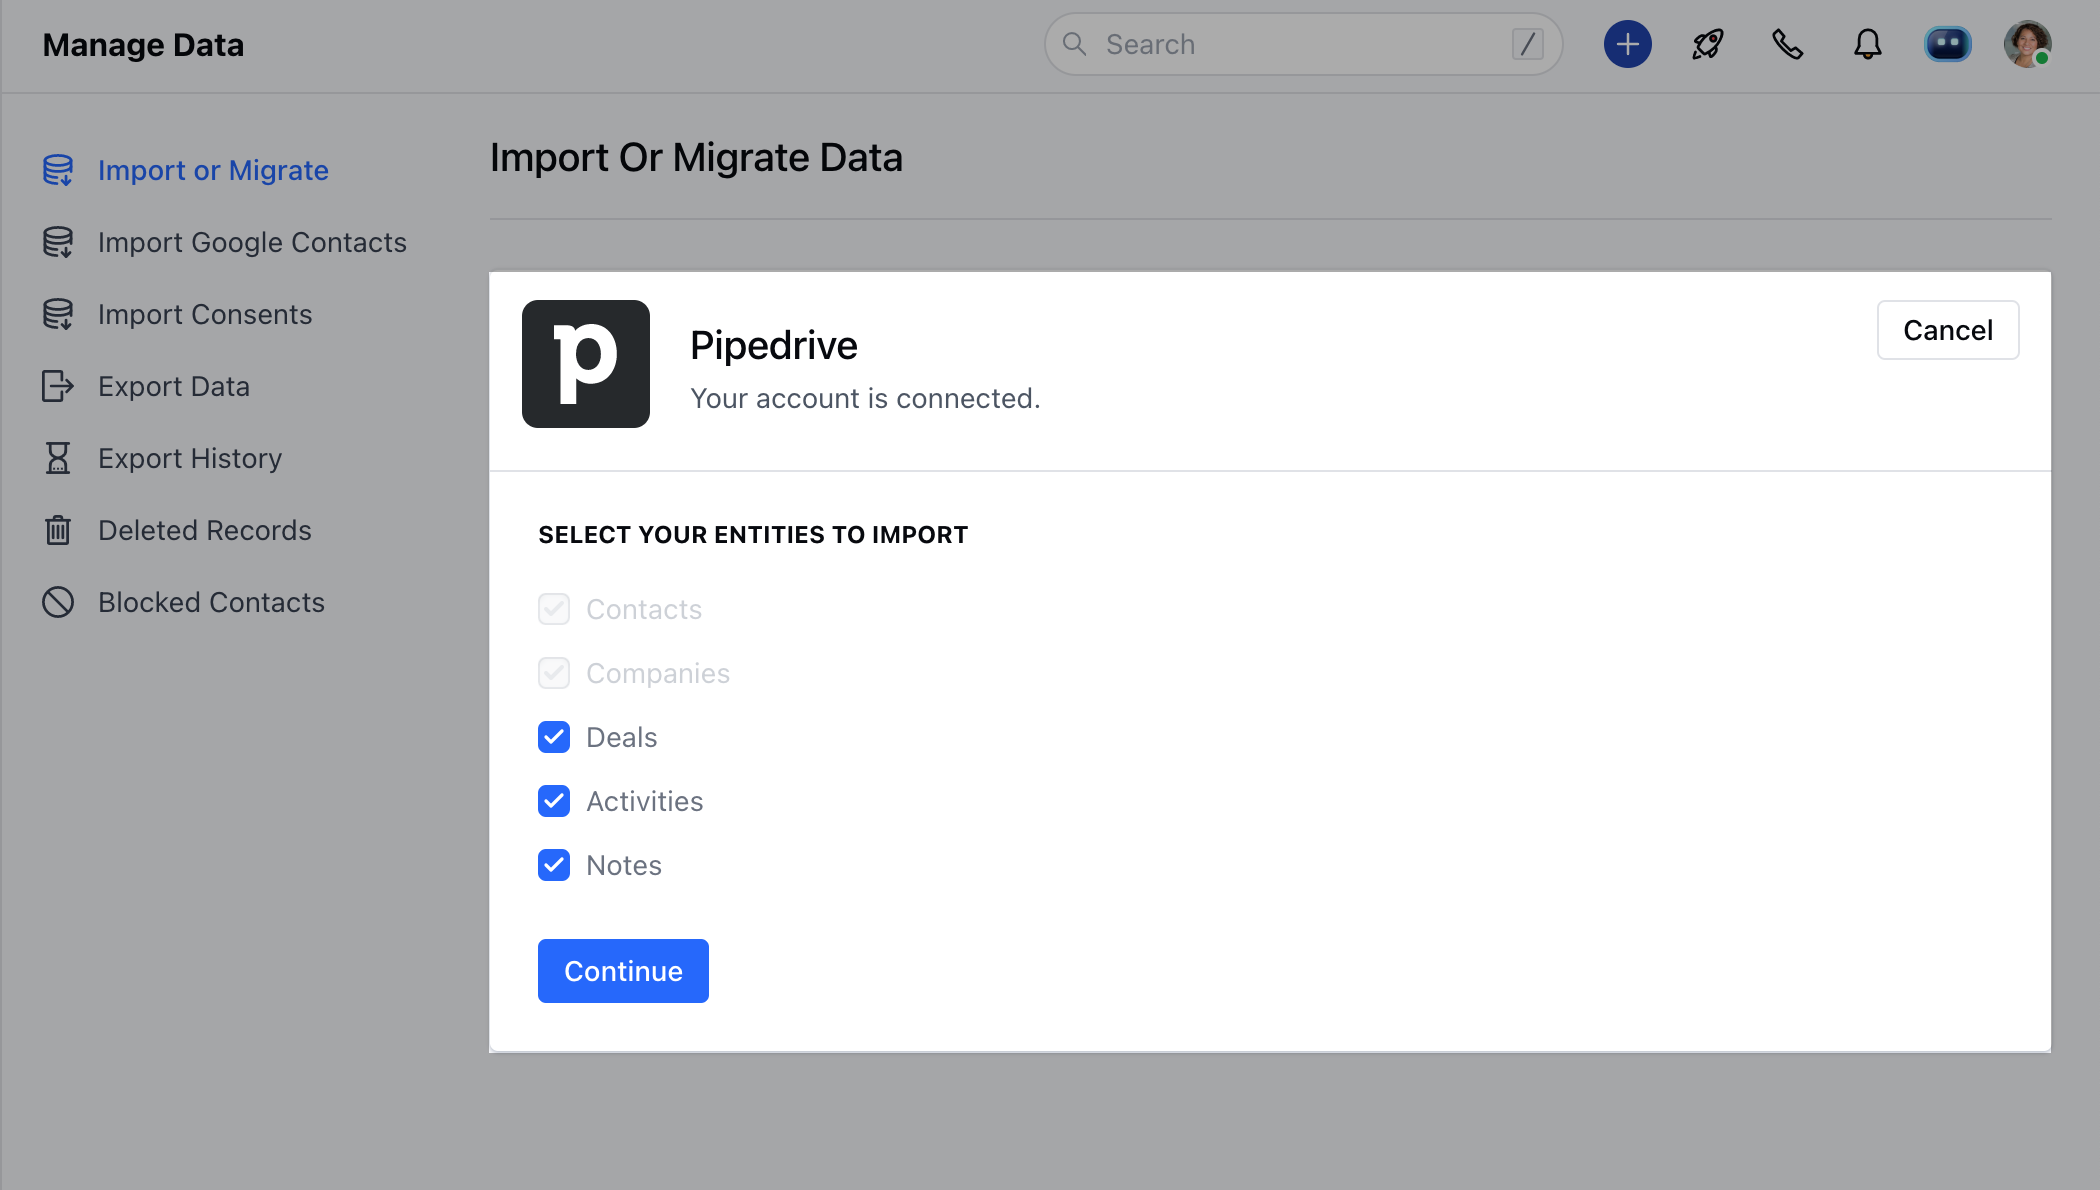 Manage Data
Search
/
Import or Migrate
Import Google Contacts
Import Consents
Export Data
Export History
Deleted Records
Blocked Contacts
Import Or Migrate Data
p
Pipedrive
Your account is connected.
Cancel
SELECT YOUR ENTITIES TO IMPORT
Contacts
Companies
Deals
Activities
Notes
Continue